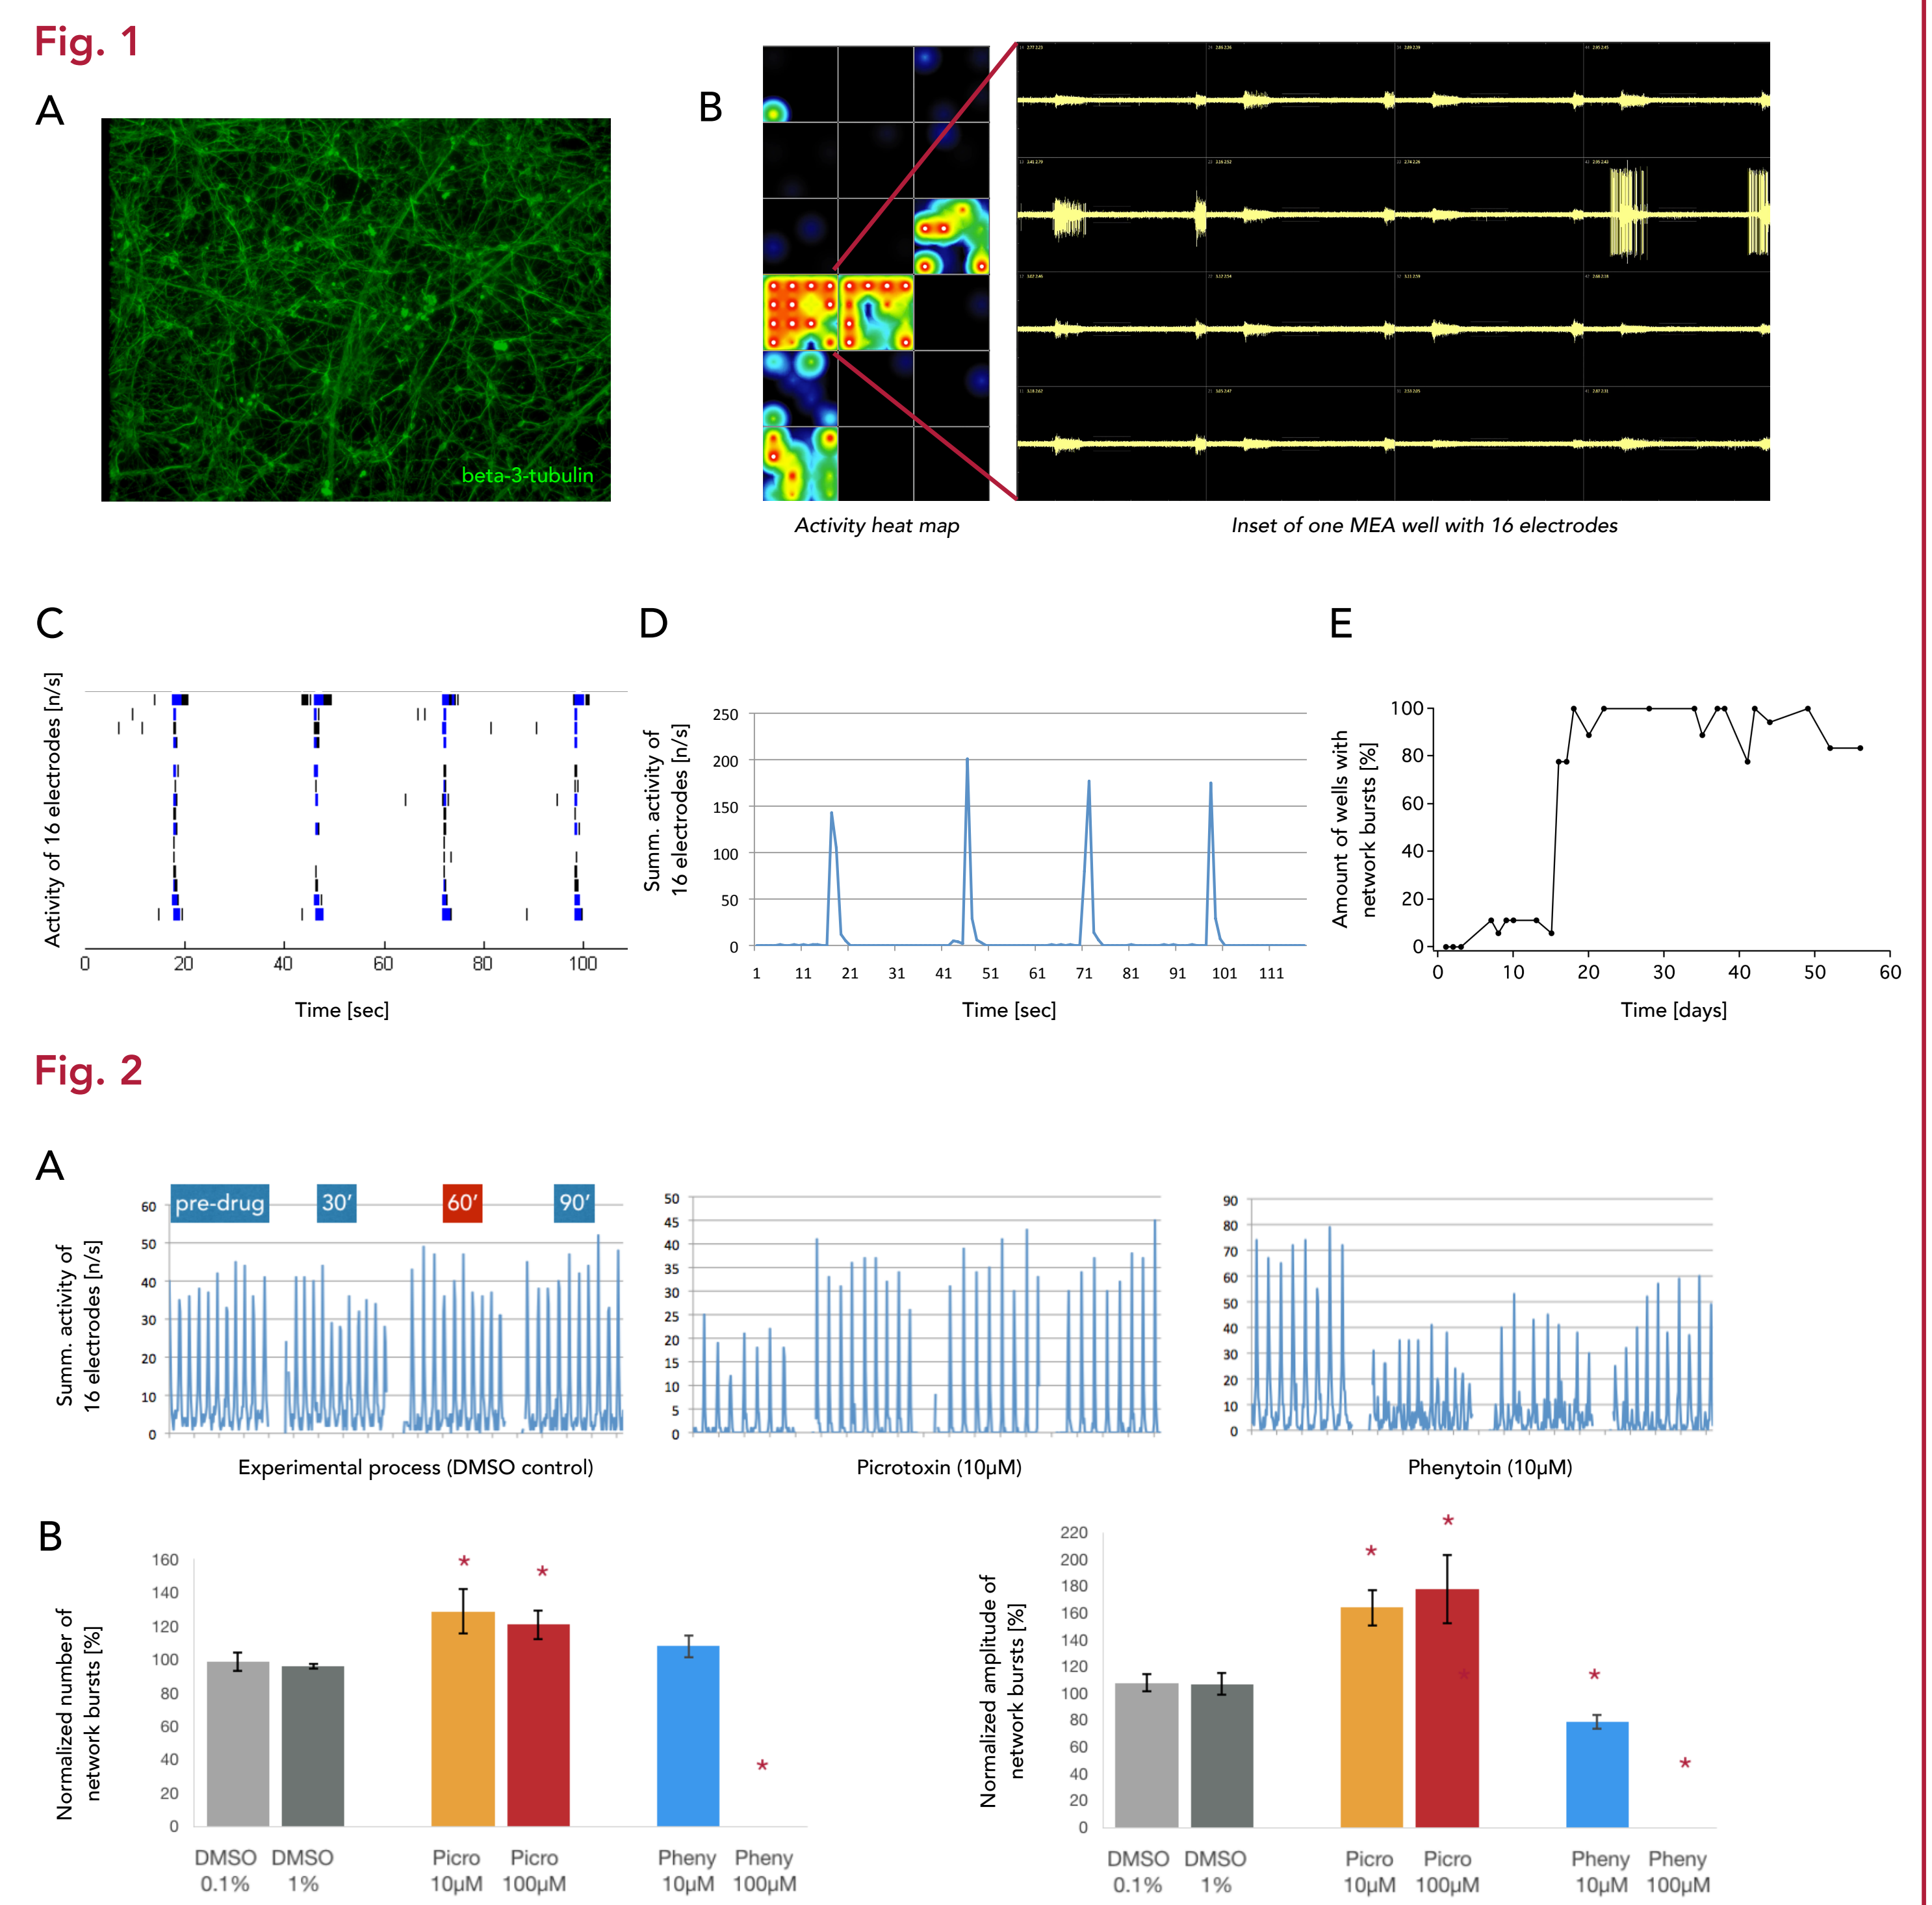 Fig. 1
A
beta-3-tubulin
B
Activity heat map
Inset of one MEA well with 16 electrodes
C
Activity of 16 electrodes [n/s]
0 20 40 60 80 100
Time [sec]
D
Summ. activity of
16 electrodes [n/s]
250
200
150
100
50
0
1 11 21 31 41 51 61 71 81 91 101 111
Time [sec]
E
Amount of wells with
network bursts [%]
100
80
60
40
20
0
0 10 20 30 40 50 60
Time [days]
Fig. 2
A
Summ. activity of
16 electrodes [n/s]
pre-drug 30' 60' 90'
60
50
40
30
20
10
0
Experimental process (DMSO control)
50
45
40
35
30
25
20
15
10
5
0
Picrotoxin (10µM)
90
80
70
60
50
40
30
20
10
0
Phenytoin (10µM)
B
Normalized number of
network bursts [%]
160
140
120
100
80
60
40
20
0
* * *
DMSO DMSO Picro Picro Pheny Pheny
0.1% 1% 10µM 100µM 10µM 100µM
Normalized amplitude of
network bursts [%]
220
200
180
160
140
120
100
80
60
40
20
0
* * * * *
DMSO DMSO Picro Picro Pheny Pheny
0.1% 1% 10µM 100µM 10µM 100µM